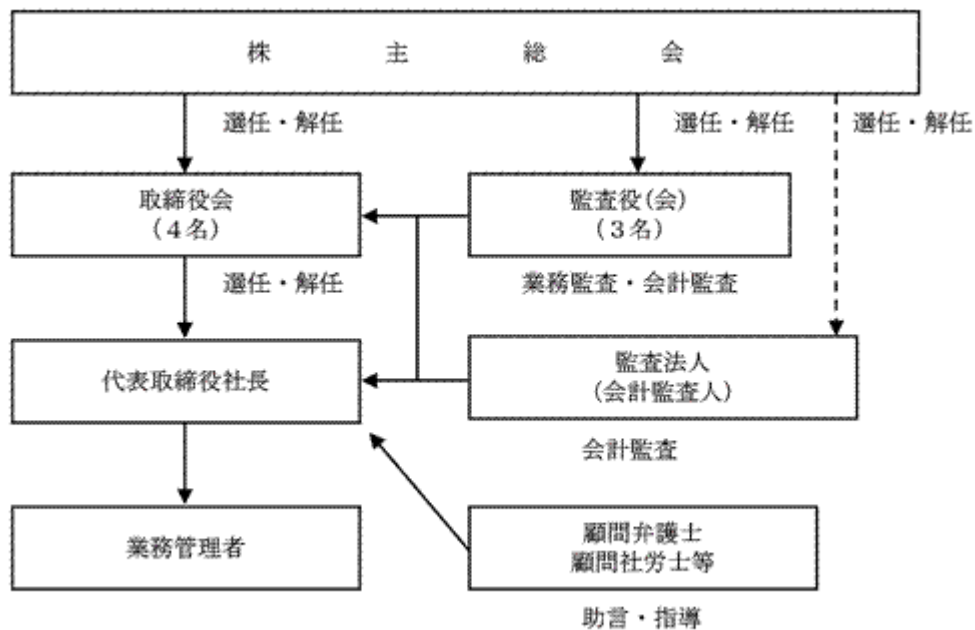 株主総会
選任・解任
選任・解任
選任・解任
取締役会
(4名)
監査役(会)
(3名)
選任・解任
業務監査・会計監査
代表取締役社長
監査法人
(会計監査人)
会計監査
業務管理者
顧問弁護士
顧問社労士等
助言・指導